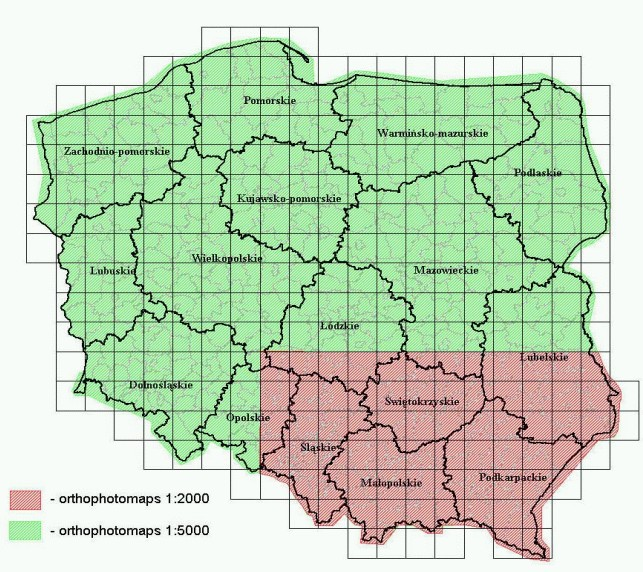 Pomorskie
Warmińsko-mazurskie
Zachodnio-pomorskie
Podlaskie
Kujawsko-pomorskie
Wielkopolskie
Lubuskie
Mazowieckie
Łódzkie
Lubelskie
Dolnośląskie
Świętokrzyskie
Opolskie
Śląskie
Podkarpackie
Małopolskie
- orthophotomaps 1:2000
- orthophotomaps 1:5000